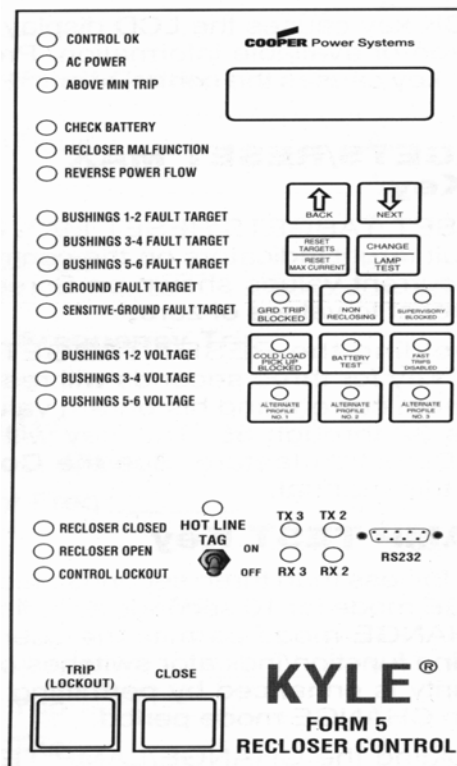 CONTROL OK
AC POWER
ABOVE MIN TRIP
CHECK BATTERY
RECLOSER MALFUNCTION
REVERSE POWER FLOW
BUSHINGS 1-2 FAULT TARGET
BUSHINGS 3-4 FAULT TARGET
BUSHINGS 5-6 FAULT TARGET
GROUND FAULT TARGET
SENSITIVE-GROUND FAULT TARGET
BUSHINGS 1-2 VOLTAGE
BUSHINGS 3-4 VOLTAGE
BUSHINGS 5-6 VOLTAGE
COOPER Power Systems
BACK
NEXT
RESET
TARGETS
RESET
MAX CURRENT
CHANGE
LAMP
TEST
GRD TRIP
BLOCKED
NON
RECLOSING
SUPERVISORY
BLOCKED
COLD LOAD
PICK UP
BLOCKED
BATTERY
TEST
FAST
TRIPS
DISABLED
ALTERNATE
PROFILE
NO. 1
ALTERNATE
PROFILE
NO. 2
ALTERNATE
PROFILE
NO. 3
RECLOSER CLOSED
RECLOSER OPEN
CONTROL LOCKOUT
HOT LINE
TAG
ON
OFF
TX 3
TX 2
RX 3
RX 2
RS232
TRIP
(LOCKOUT)
CLOSE
KYLE®
FORM 5
RECLOSER CONTROL